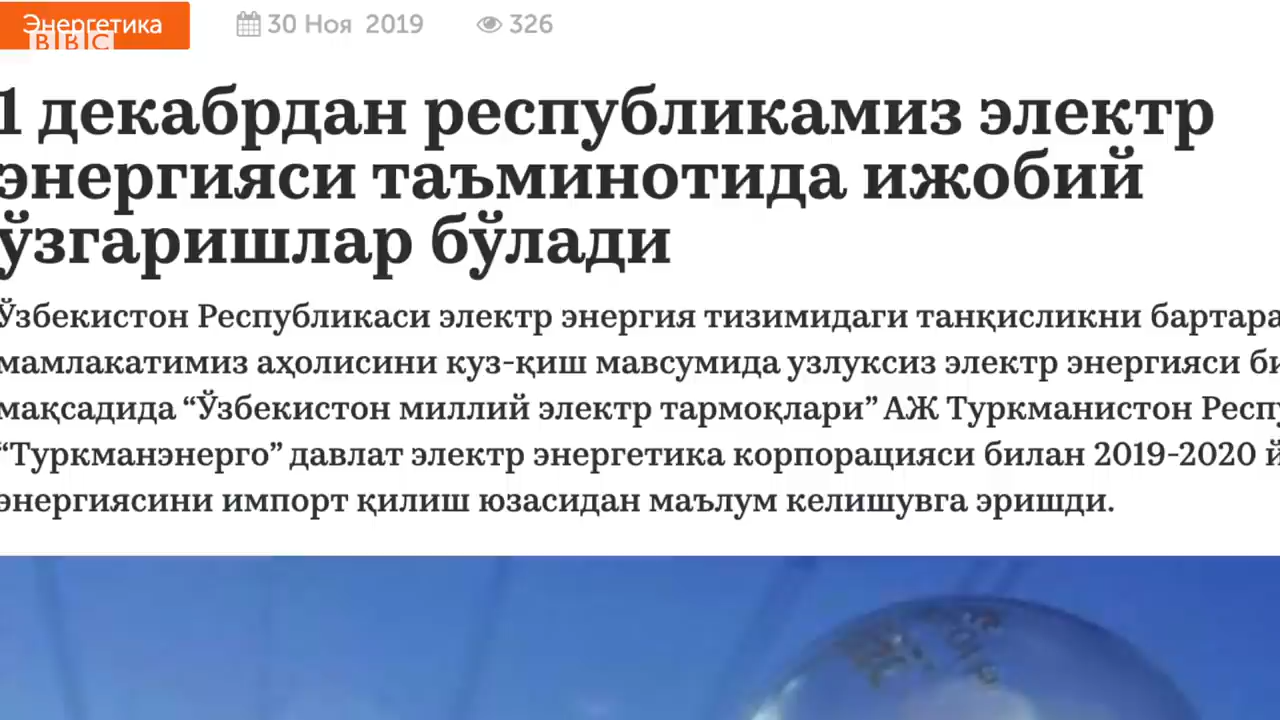 Энергетика 30 Ноя 2019 326
BBC
1 декабрдан республикамиз электр
энергияси таъминотида ижобий
ўзгаришлар бўлади
Ўзбекистон Республикаси электр энергия тизимидаги танқисликни бартара
мамлакатимиз аҳолисини куз-қиш мавсумида узлуксиз электр энергияси би
мақсадида “Ўзбекистон миллий электр тармоқлари” АЖ Туркманистон Респу
“Туркманэнерго” давлат электр энергетика корпорацияси билан 2019-2020 й
энергиясини импорт қилиш юзасидан маълум келишувга эришди.